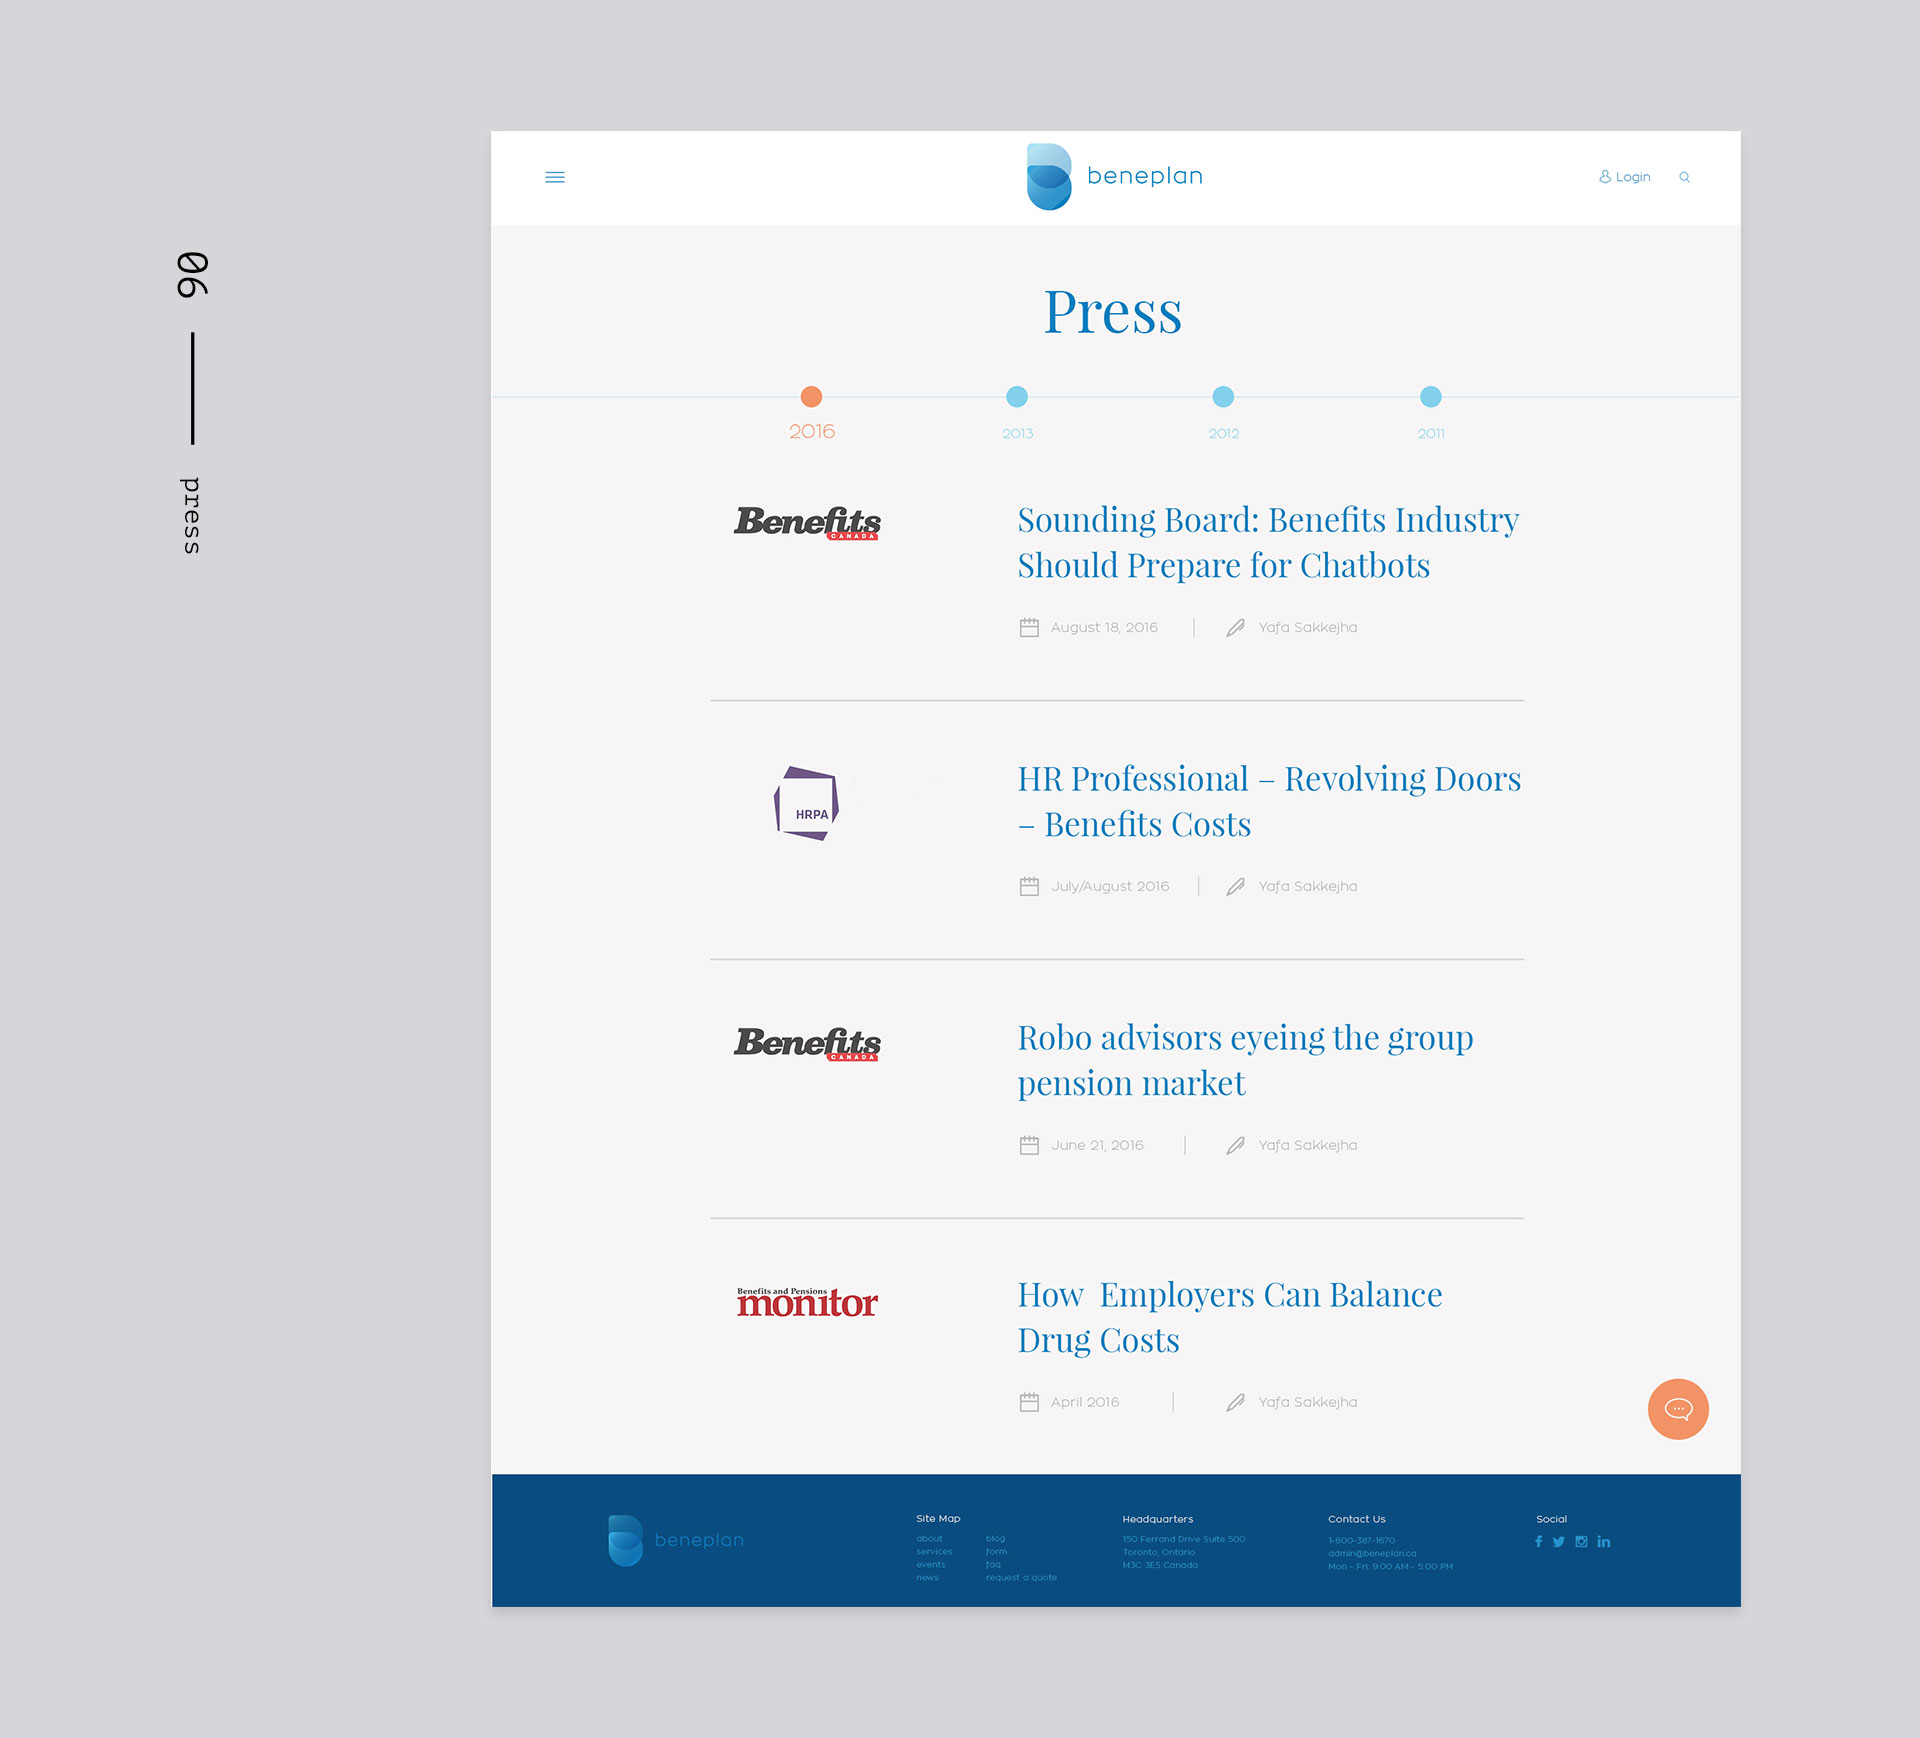 06
press
beneplan
Login
Press
2016
2013
2012
2011
Benefits
CANADA
Sounding Board: Benefits Industry
Should Prepare for Chatbots
August 18, 2016
Yafa Sakkejha
HRPA
HR Professional – Revolving Doors
– Benefits Costs
July/August 2016
Yafa Sakkejha
Benefits
CANADA
Robo advisors eyeing the group
pension market
June 21, 2016
Yafa Sakkejha
Benefits and Pensions
monitor
How Employers Can Balance
Drug Costs
April 2016
Yafa Sakkejha
beneplan
Site Map
about
services
events
news
blog
form
faq
request a quote
Headquarters
150 Ferrand Drive Suite 500
Toronto, Ontario
M3C 3E5 Canada
Contact Us
1-800-387-1670
admin@beneplan.ca
Mon - Fri: 9:00 AM - 5:00 PM
Social